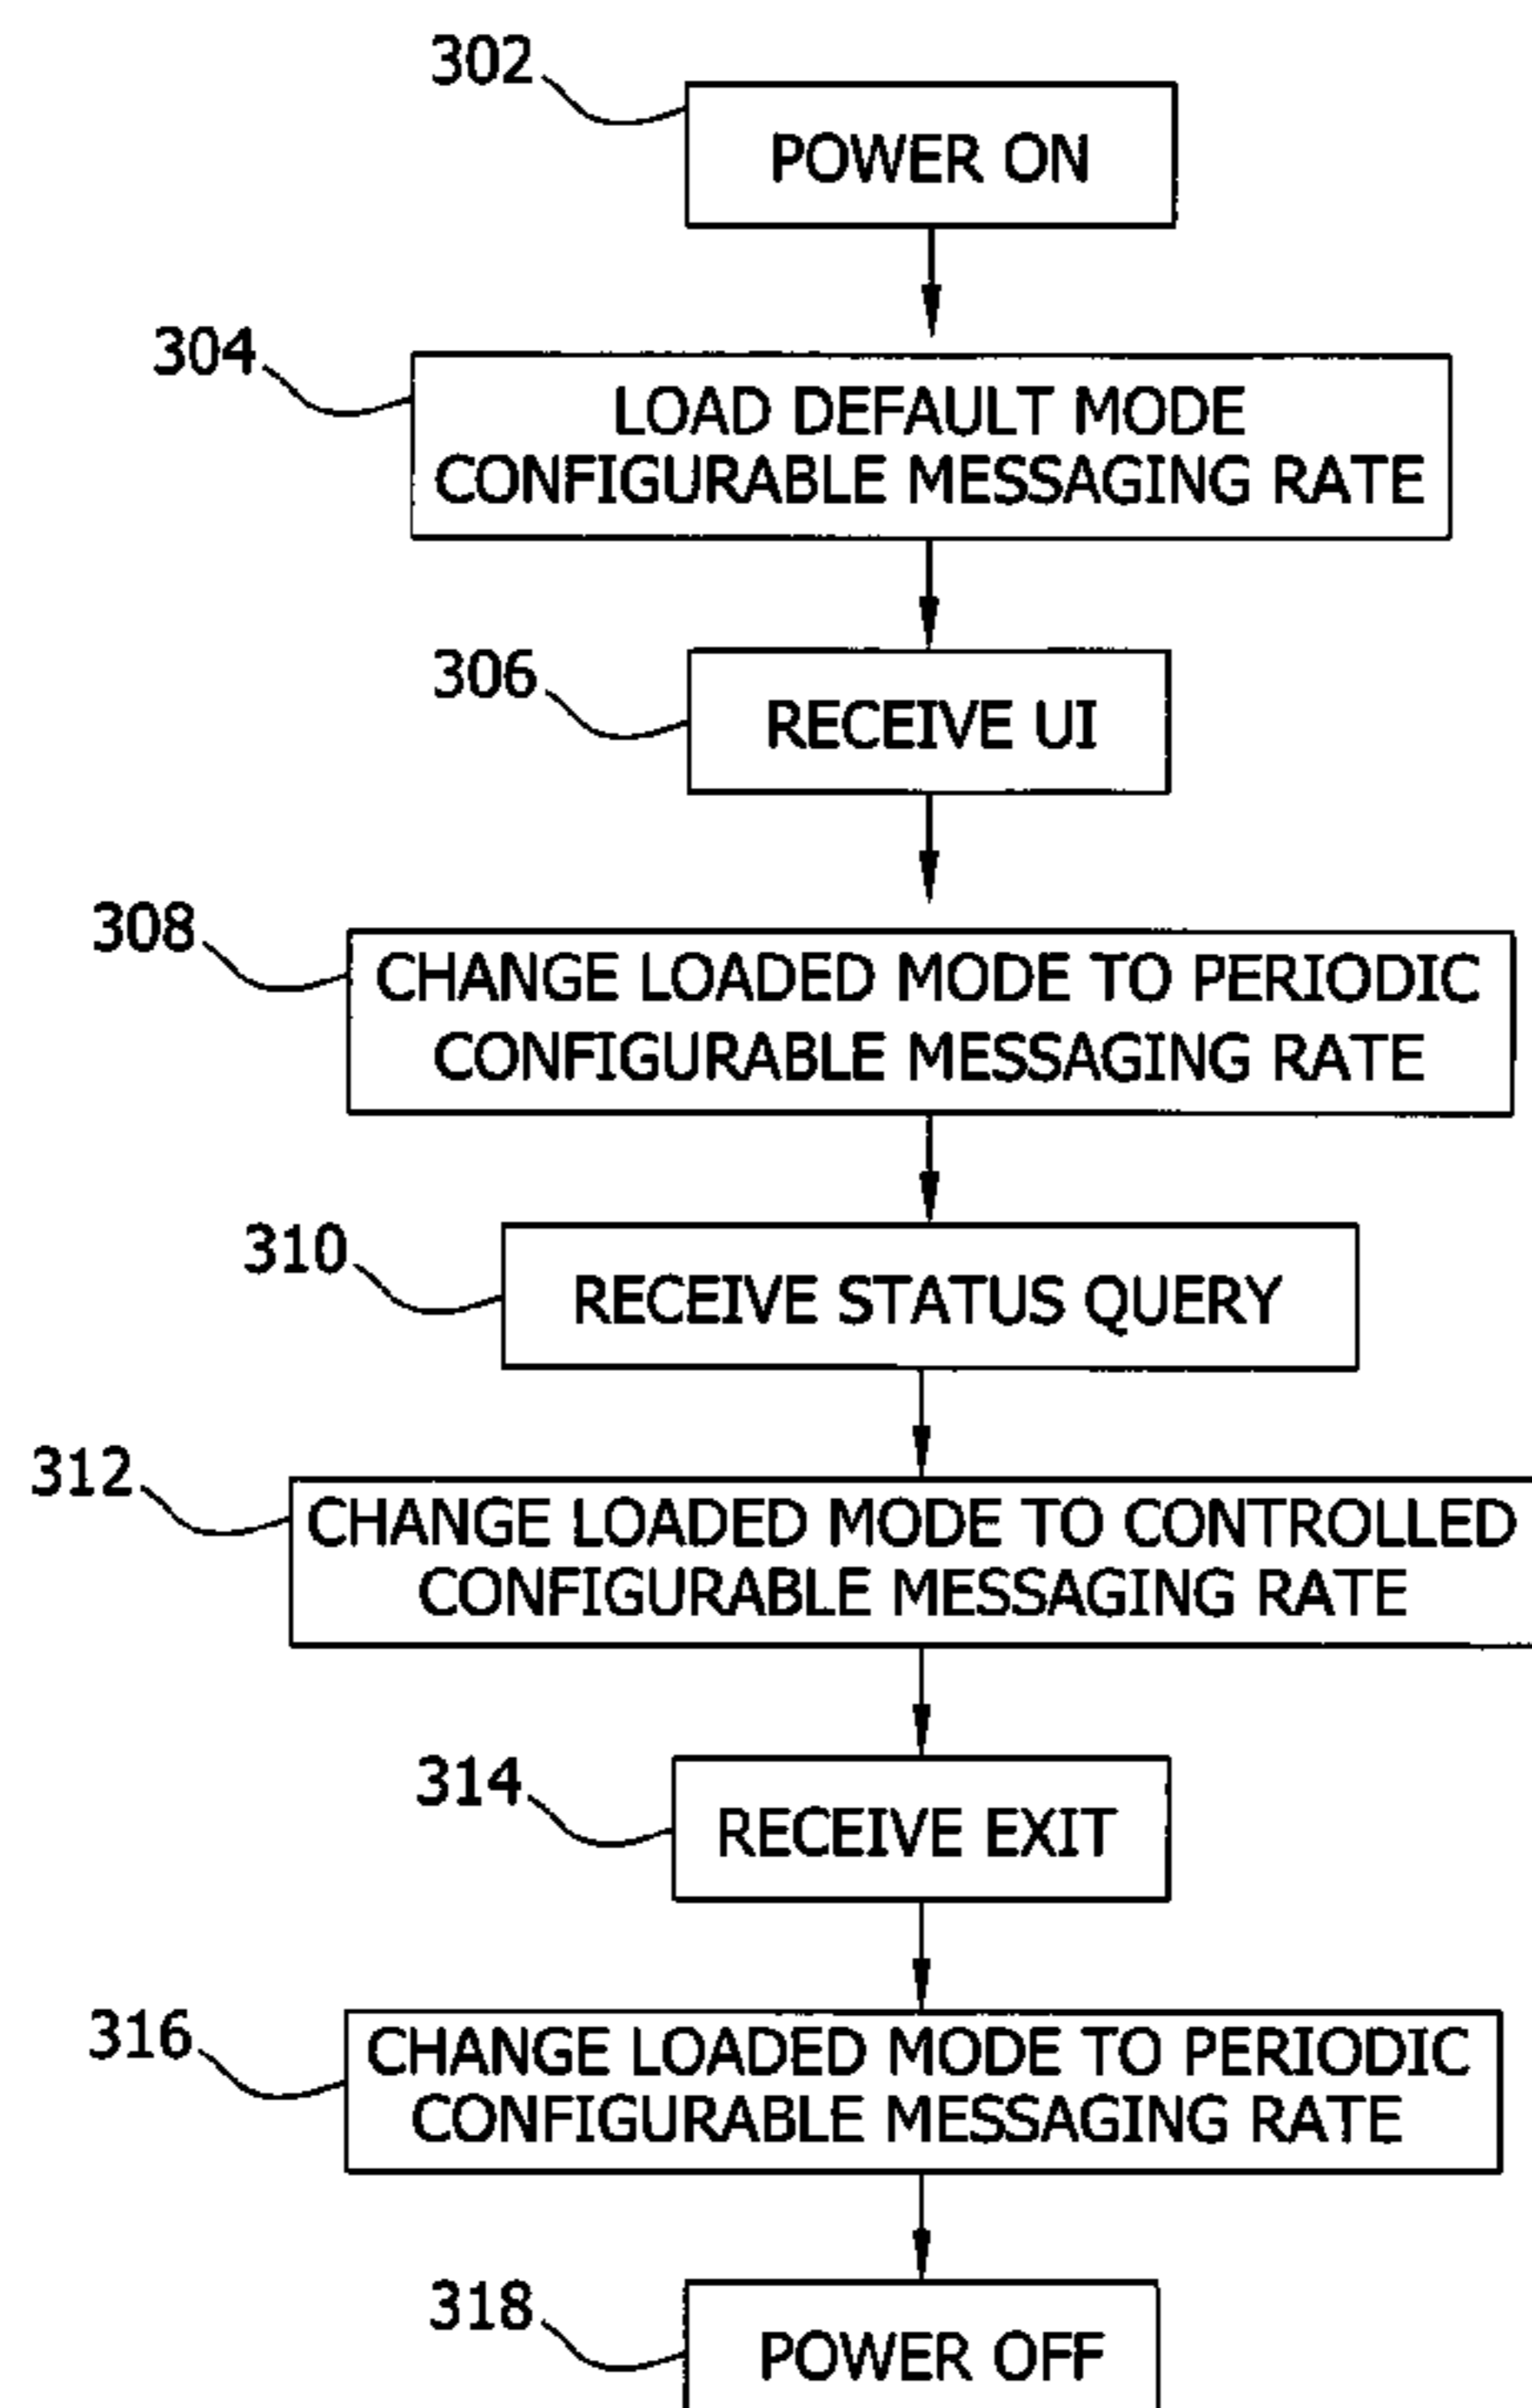 302
POWER ON
304
LOAD DEFAULT MODE
CONFIGURABLE MESSAGING RATE
306
RECEIVE UI
308
CHANGE LOADED MODE TO PERIODIC
CONFIGURABLE MESSAGING RATE
310
RECEIVE STATUS QUERY
312
CHANGE LOADED MODE TO CONTROLLED
CONFIGURABLE MESSAGING RATE
314
RECEIVE EXIT
316
CHANGE LOADED MODE TO PERIODIC
CONFIGURABLE MESSAGING RATE
318
POWER OFF